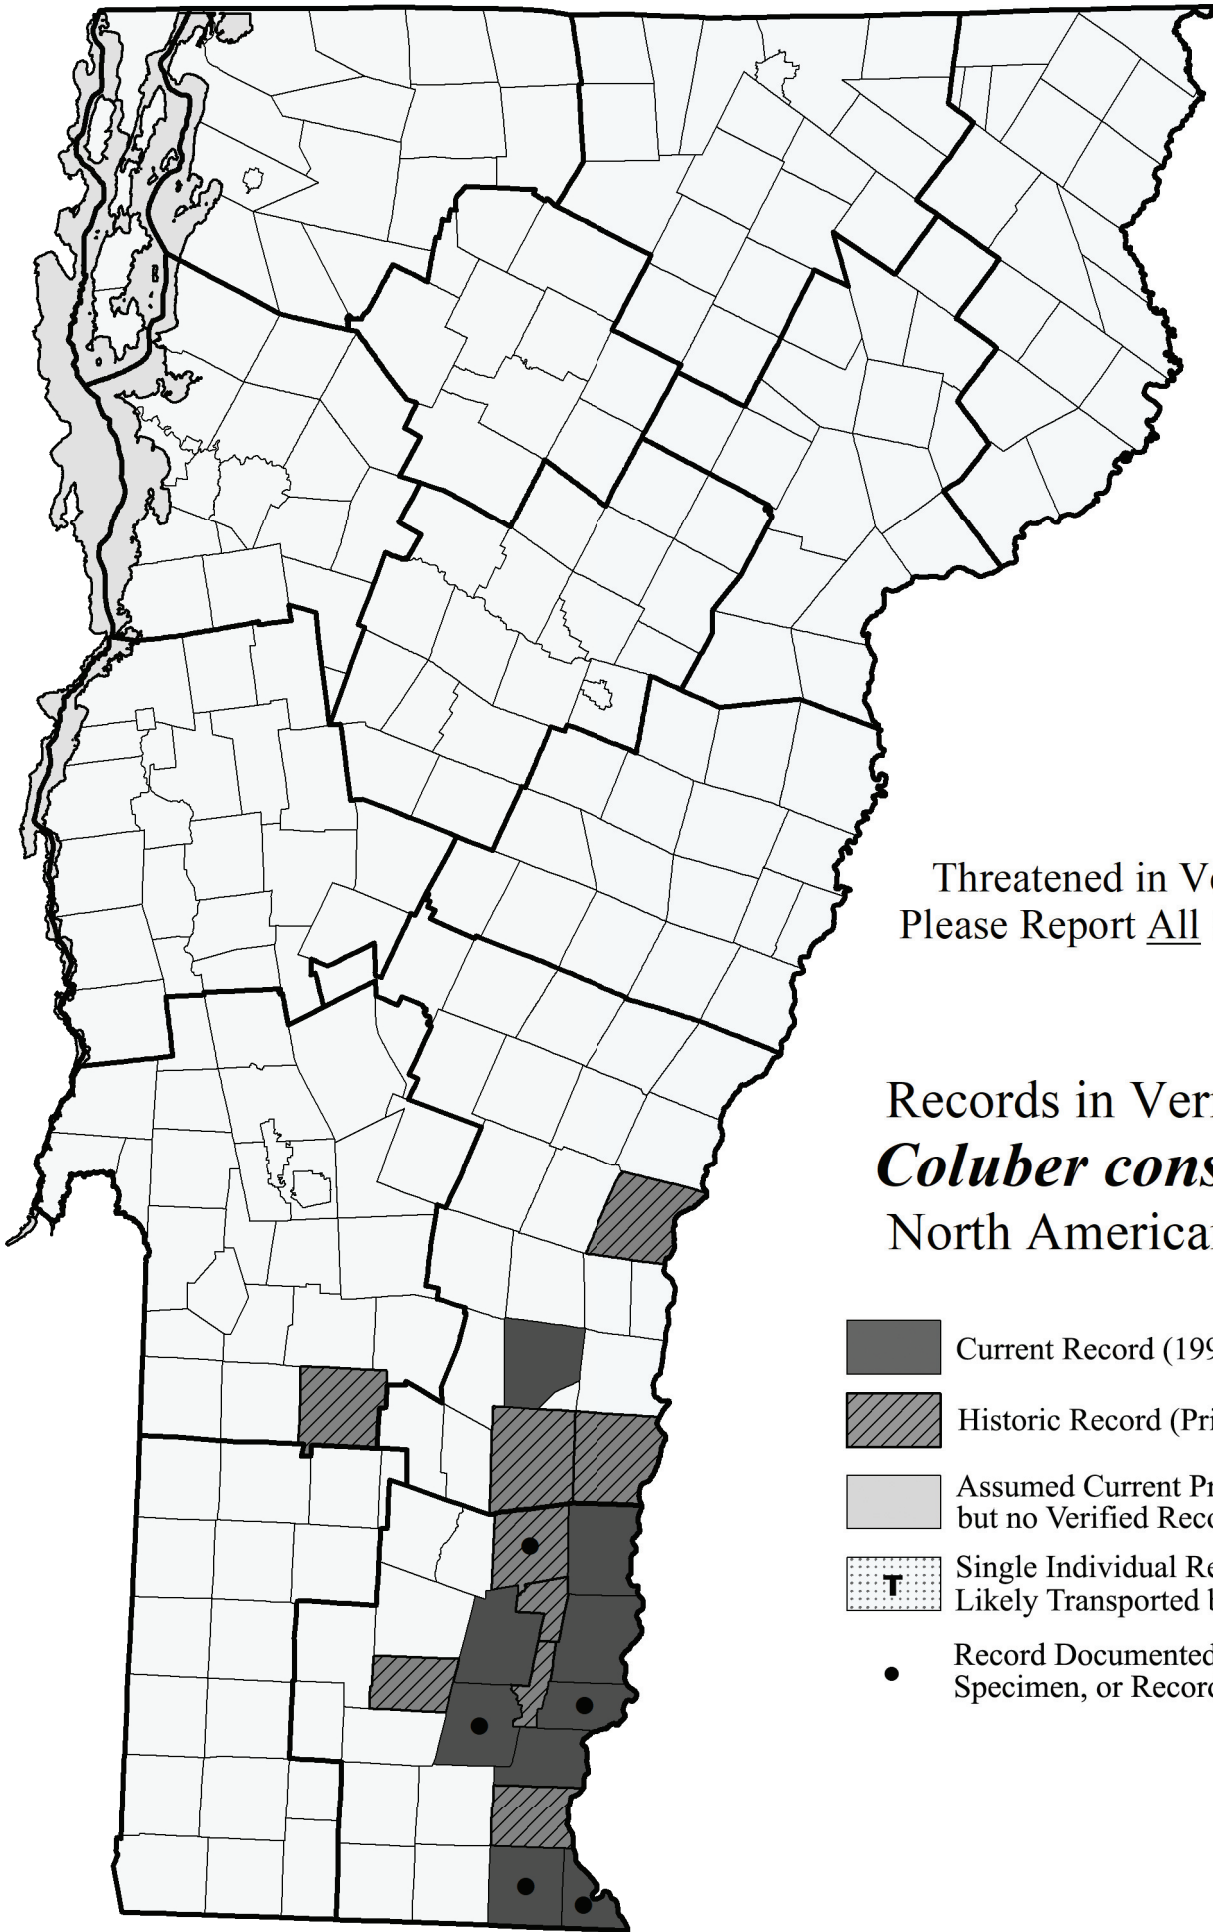 Threatened in Ve
Please Report All
Records in Ver
Coluber cons
North America
Current Record (199
Historic Record (Pri
Assumed Current Pr
but no Verified Reco
Single Individual Re
T
Likely Transported b
Record Documented
Specimen, or Record